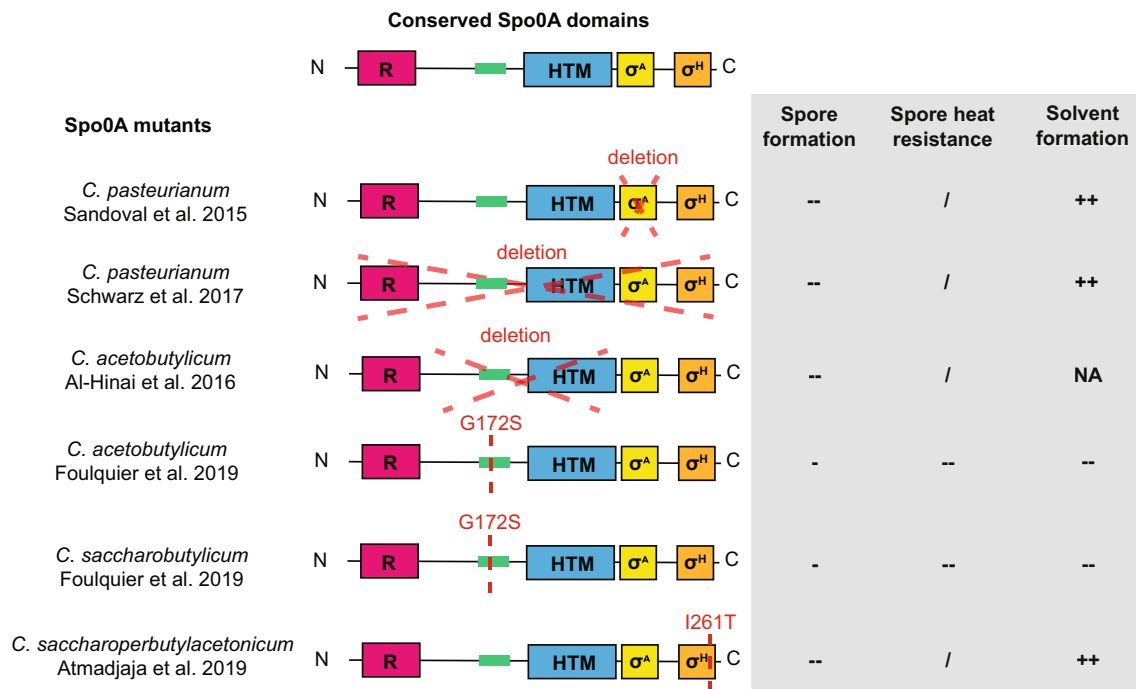 Conserved Spo0A domains
N R HTM σᴬ σᴴ C
Spo0A mutants
Spore formation
Spore heat resistance
Solvent formation
deletion
C. pasteurianum
Sandoval et al. 2015
N R HTM σᴬ σᴴ C
-- / ++
deletion
C. pasteurianum
Schwarz et al. 2017
N R HTM σᴬ σᴴ C
-- / ++
deletion
C. acetobutylicum
Al-Hinai et al. 2016
N R HTM σᴬ σᴴ C
-- / NA
G172S
C. acetobutylicum
Foulquier et al. 2019
N R HTM σᴬ σᴴ C
- -- --
G172S
C. saccharobutylicum
Foulquier et al. 2019
N R HTM σᴬ σᴴ C
- -- --
I261T
C. saccharoperbutylacetonicum
Atmadjaja et al. 2019
N R HTM σᴬ σᴴ C
-- / ++